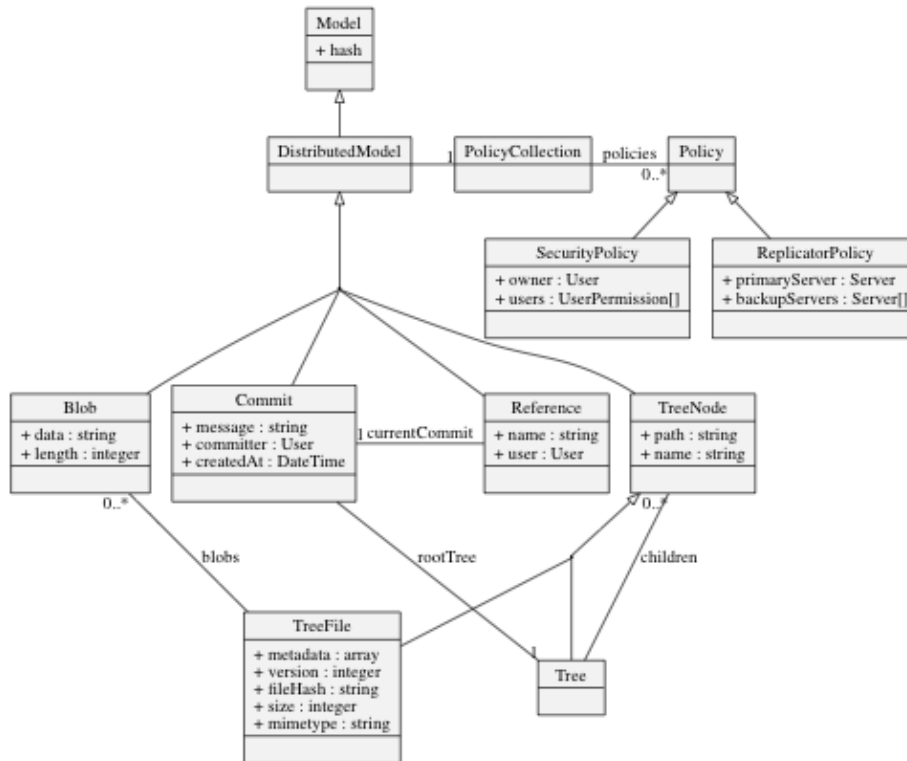 Model
+ hash
DistributedModel
1
PolicyCollection
policies
0..*
Policy
SecurityPolicy
+ owner : User
+ users : UserPermission[]
ReplicatorPolicy
+ primaryServer : Server
+ backupServers : Server[]
Blob
+ data : string
+ length : integer
0..*
Commit
+ message : string
+ committer : User
+ createdAt : DateTime
1 currentCommit
Reference
+ name : string
+ user : User
TreeNode
+ path : string
+ name : string
0..*
blobs
rootTree
children
TreeFile
+ metadata : array
+ version : integer
+ fileHash : string
+ size : integer
+ mimetype : string
1
Tree